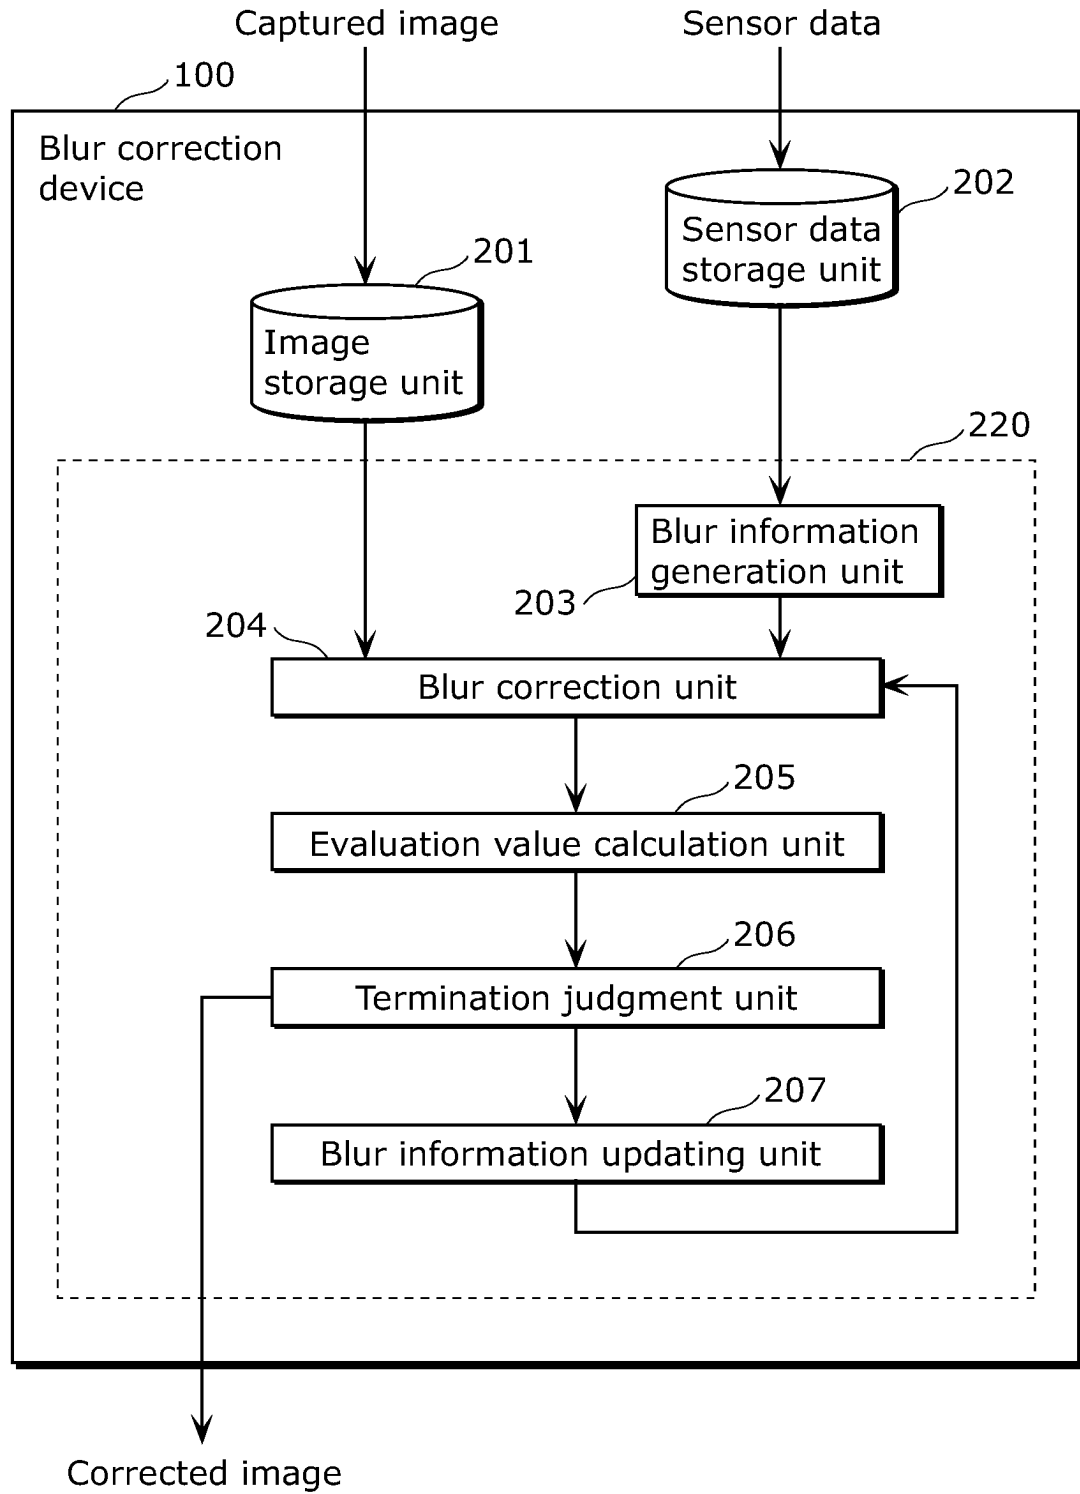 Captured image
Sensor data
100
Blur correction
device
202
Sensor data
storage unit
201
Image
storage unit
220
Blur information
generation unit
203
204
Blur correction unit
205
Evaluation value calculation unit
206
Termination judgment unit
207
Blur information updating unit
Corrected image